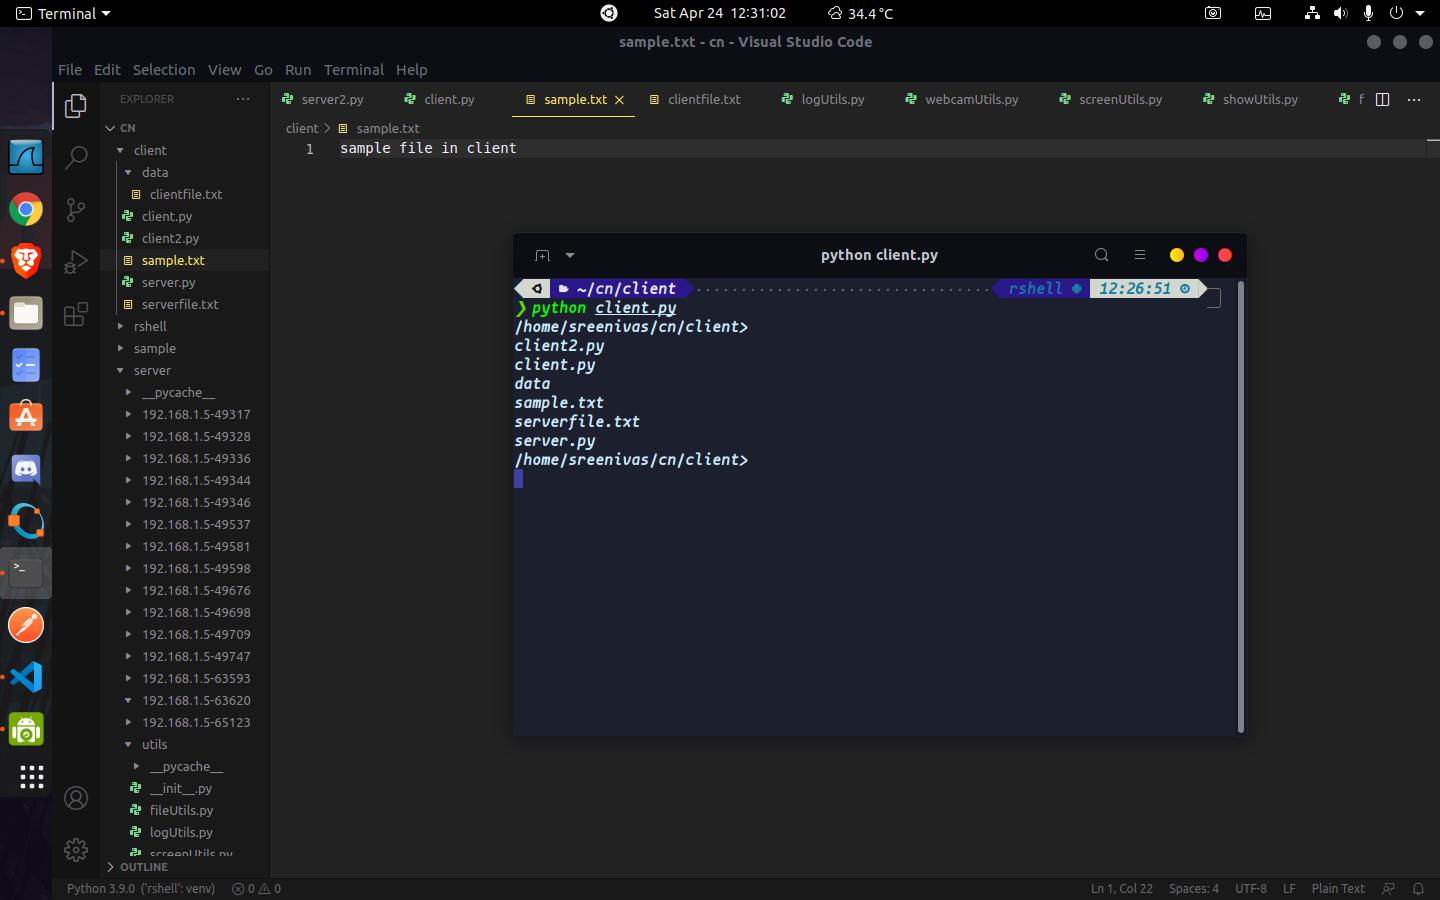 Terminal
Sat Apr 24 12:31:02
34.4 °C
sample.txt - cn - Visual Studio Code
File Edit Selection View Go Run Terminal Help
EXPLORER
server2.py
client.py
sample.txt
clientfile.txt
logUtils.py
webcamUtils.py
screenUtils.py
showUtils.py
f
CN
client
data
clientfile.txt
client.py
client2.py
sample.txt
server.py
serverfile.txt
rshell
sample
server
__pycache__
192.168.1.5-49317
192.168.1.5-49328
192.168.1.5-49336
192.168.1.5-49344
192.168.1.5-49346
192.168.1.5-49537
192.168.1.5-49581
192.168.1.5-49598
192.168.1.5-49676
192.168.1.5-49698
192.168.1.5-49709
192.168.1.5-49747
192.168.1.5-63593
192.168.1.5-63620
192.168.1.5-65123
utils
__pycache__
__init__.py
fileUtils.py
logUtils.py
screenUtils.py
OUTLINE
client > sample.txt
1 sample file in client
python client.py
~/cn/client rshell 12:26:51
❯ python client.py
/home/sreenivas/cn/client>
client2.py
client.py
data
sample.txt
serverfile.txt
server.py
/home/sreenivas/cn/client>
Python 3.9.0 ('rshell': venv) 0 0 Ln 1, Col 22 Spaces: 4 UTF-8 LF Plain Text